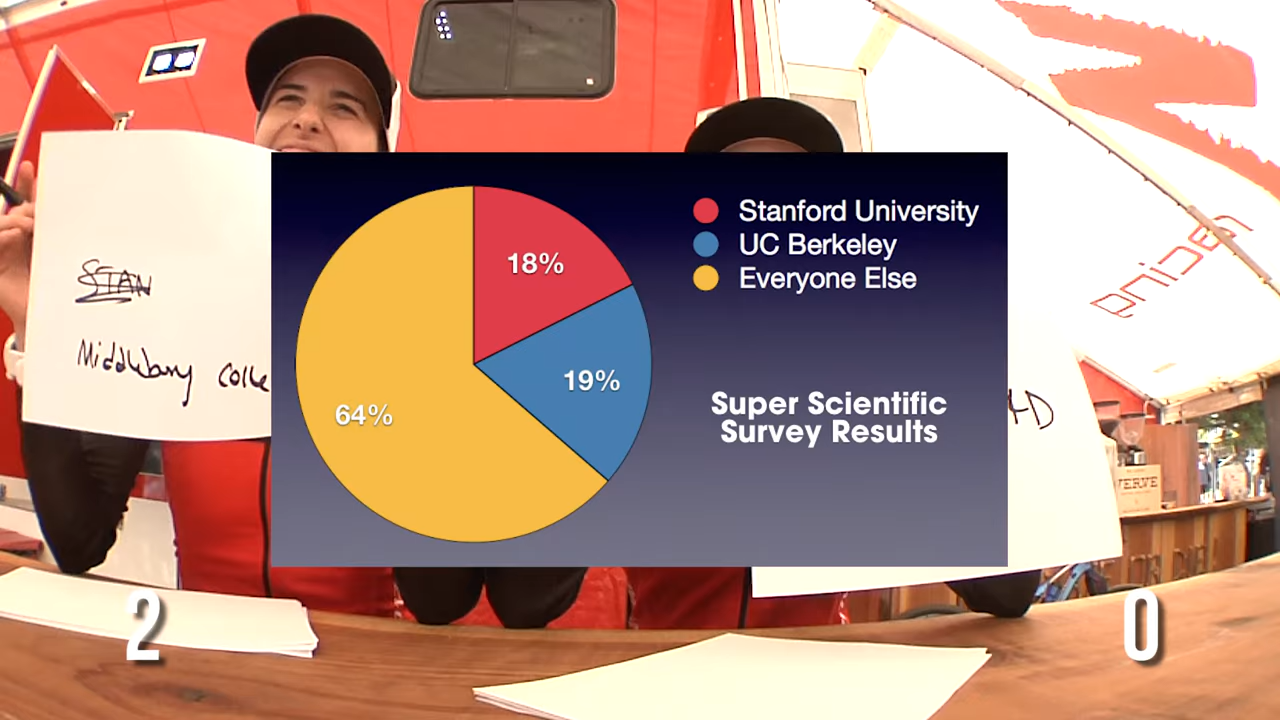 STAN
Middlebury Colle
18%
19%
64%
Stanford University
UC Berkeley
Everyone Else
Super Scientific
Survey Results
racing
VERVE
2
0